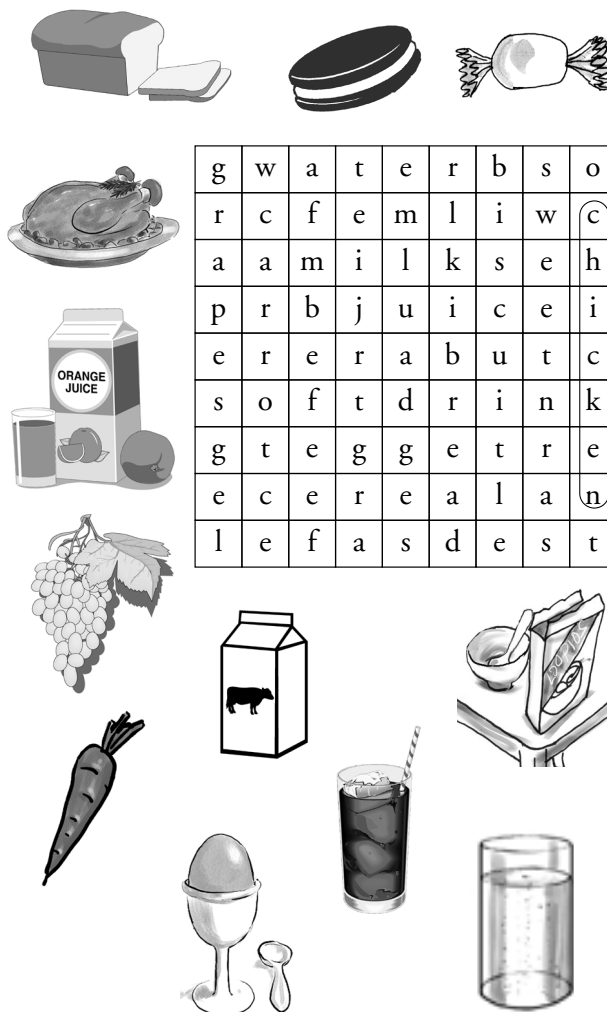 g w a t e r b s o
r c f e m l i w c
a a m i l k s e h
ORANGE
JUICE
p r b j u i c e i
e r e r a b u t c
s o f t d r i n k
g t e g g e t r e
e c e r e a l a n
l e f a s d e s t